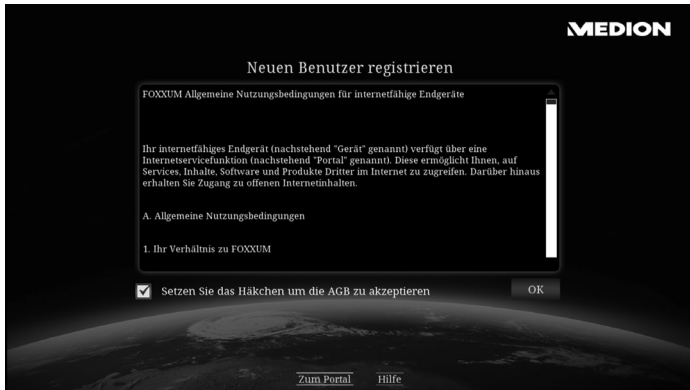 MEDION
Neuen Benutzer registrieren
FOXXUM Allgemeine Nutzungsbedingungen für internetfähige Endgeräte
Ihr internetfähiges Endgerät (nachstehend "Gerät" genannt) verfügt über eine
Internetservicefunktion (nachstehend "Portal" genannt). Diese ermöglicht Ihnen, auf
Services, Inhalte, Software und Produkte Dritter im Internet zu zugreifen. Darüber hinaus
erhalten Sie Zugang zu offenen Internetinhalten.
A. Allgemeine Nutzungsbedingungen
1. Ihr Verhältnis zu FOXXUM
Setzen Sie das Häkchen um die AGB zu akzeptieren
OK
Zum Portal Hilfe